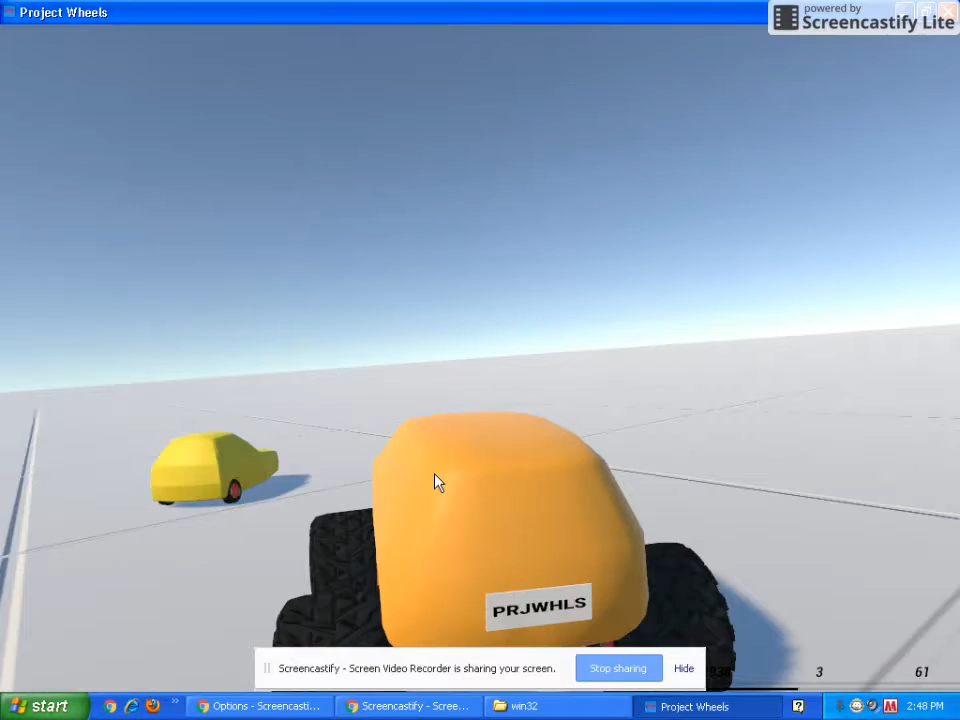 Project Wheels
powered by
Screencastify Lite
PRJWHLS
Screencastify - Screen Video Recorder is sharing your screen.
Stop sharing
Hide
3
61
start
»
Options - Screencasti...
Screencastify - Scree...
win32
Project Wheels
2:48 PM